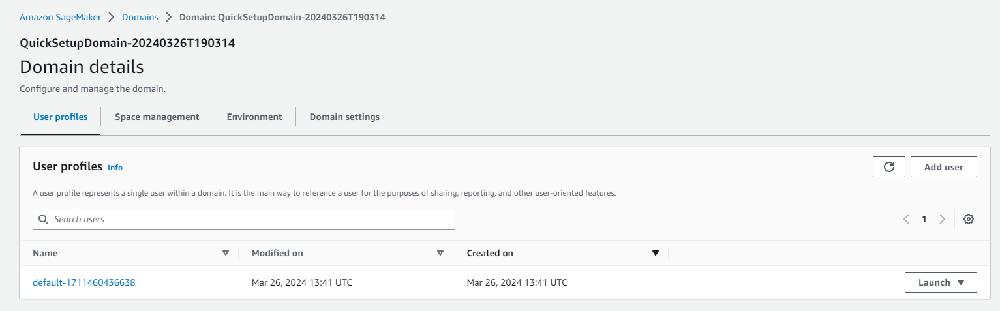 Amazon SageMaker > Domains > Domain: QuickSetupDomain-20240326T190314
QuickSetupDomain-20240326T190314
Domain details
Configure and manage the domain.
User profiles Space management Environment Domain settings
User profiles Info Add user
A user profile represents a single user within a domain. It is the main way to reference a user for the purposes of sharing, reporting, and other user-oriented features.
Search users 1
Name Modified on Created on
default-1711460436638 Mar 26, 2024 13:41 UTC Mar 26, 2024 13:41 UTC Launch